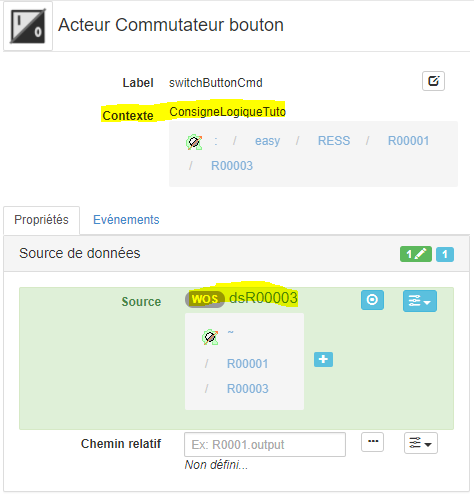 Acteur Commutateur bouton
Label switchButtonCmd
Contexte ConsigneLogiqueTuto
: / easy / RESS / R00001
/ R00003
Propriétés Evénements
Source de données 1 1
Source WOS dsR00003
~
/ R00001
/ R00003
Chemin relatif Ex: R0001.output
Non défini...